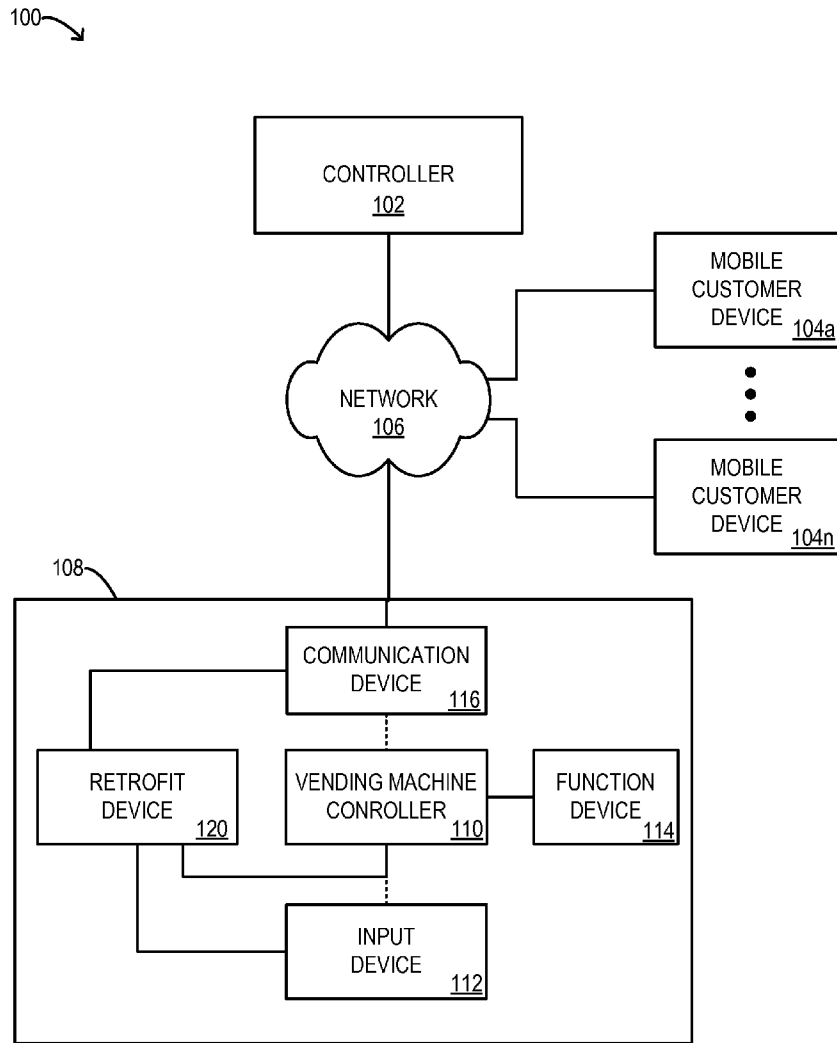 100
CONTROLLER
102
MOBILE
CUSTOMER
DEVICE
104a
NETWORK
106
MOBILE
CUSTOMER
DEVICE
104n
108
COMMUNICATION
DEVICE
116
RETROFIT
DEVICE
120
VENDING MACHINE
CONROLLER
110
FUNCTION
DEVICE
114
INPUT
DEVICE
112